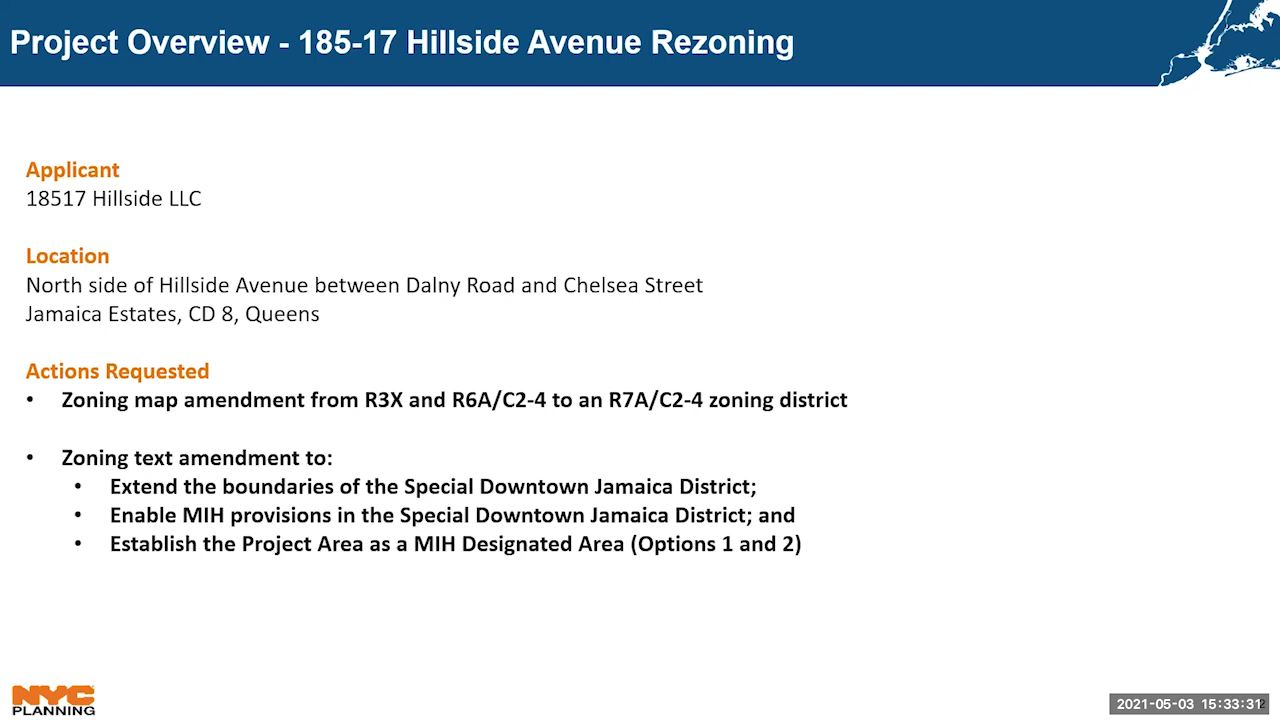 Project Overview - 185-17 Hillside Avenue Rezoning
Applicant
18517 Hillside LLC
Location
North side of Hillside Avenue between Dalny Road and Chelsea Street
Jamaica Estates, CD 8, Queens
Actions Requested
• Zoning map amendment from R3X and R6A/C2-4 to an R7A/C2-4 zoning district
• Zoning text amendment to:
• Extend the boundaries of the Special Downtown Jamaica District;
• Enable MIH provisions in the Special Downtown Jamaica District; and
• Establish the Project Area as a MIH Designated Area (Options 1 and 2)
NYC
PLANNING
2021-05-03 15:33:31
2